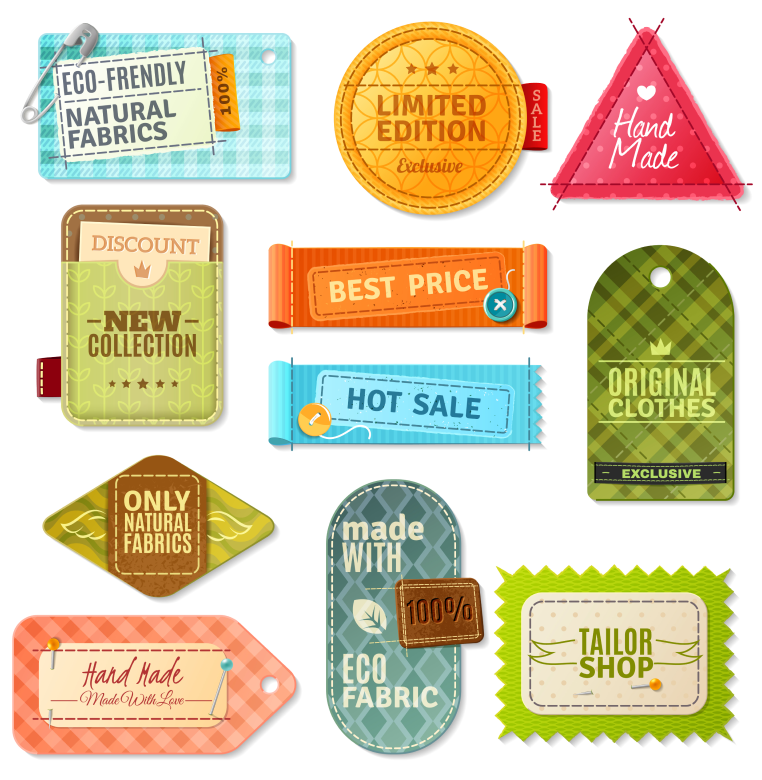 ECO-FRENDLY
NATURAL
FABRICS
100%
LIMITED
EDITION
Exclusive
SALE
Hand
Made
DISCOUNT
NEW
COLLECTION
BEST PRICE
HOT SALE
ORIGINAL
CLOTHES
EXCLUSIVE
ONLY
NATURAL
FABRICS
made
WITH
100%
ECO
FABRIC
Hand Made
Made With Love
TAILOR
SHOP